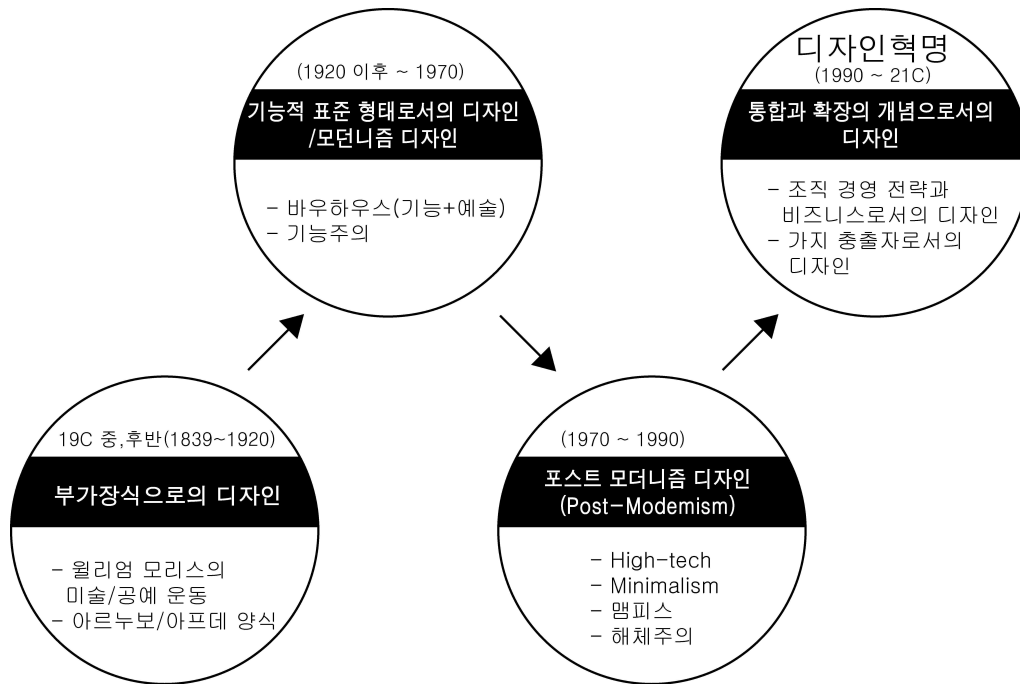 19C 중,후반(1839~1920)
부가장식으로의 디자인
- 윌리엄 모리스의
미술/공예 운동
- 아르누보/아프데 양식
(1920 이후 ~ 1970)
기능적 표준 형태로서의 디자인
/모던니즘 디자인
- 바우하우스(기능+예술)
- 기능주의
(1970 ~ 1990)
포스트 모더니즘 디자인
(Post-Modemism)
- High-tech
- Minimalism
- 맴피스
- 해체주의
디자인혁명
(1990 ~ 21C)
통합과 확장의 개념으로서의
디자인
- 조직 경영 전략과
비즈니스로서의 디자인
- 가지 충출자로서의
디자인